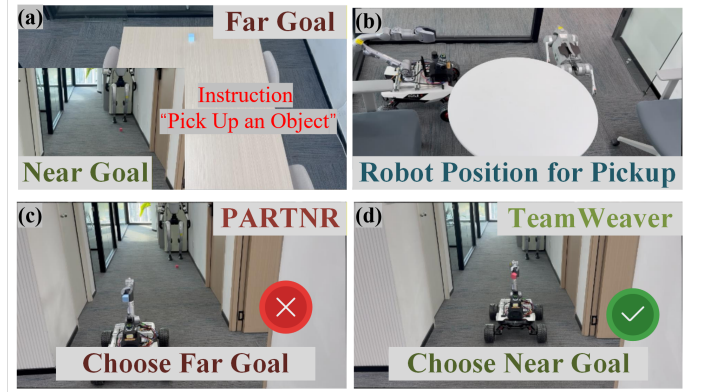 (a)
Far Goal
Instruction
“Pick Up an Object”
Near Goal
(b)
Robot Position for Pickup
(c)
PARTNR
Choose Far Goal
(d)
TeamWeaver
Choose Near Goal